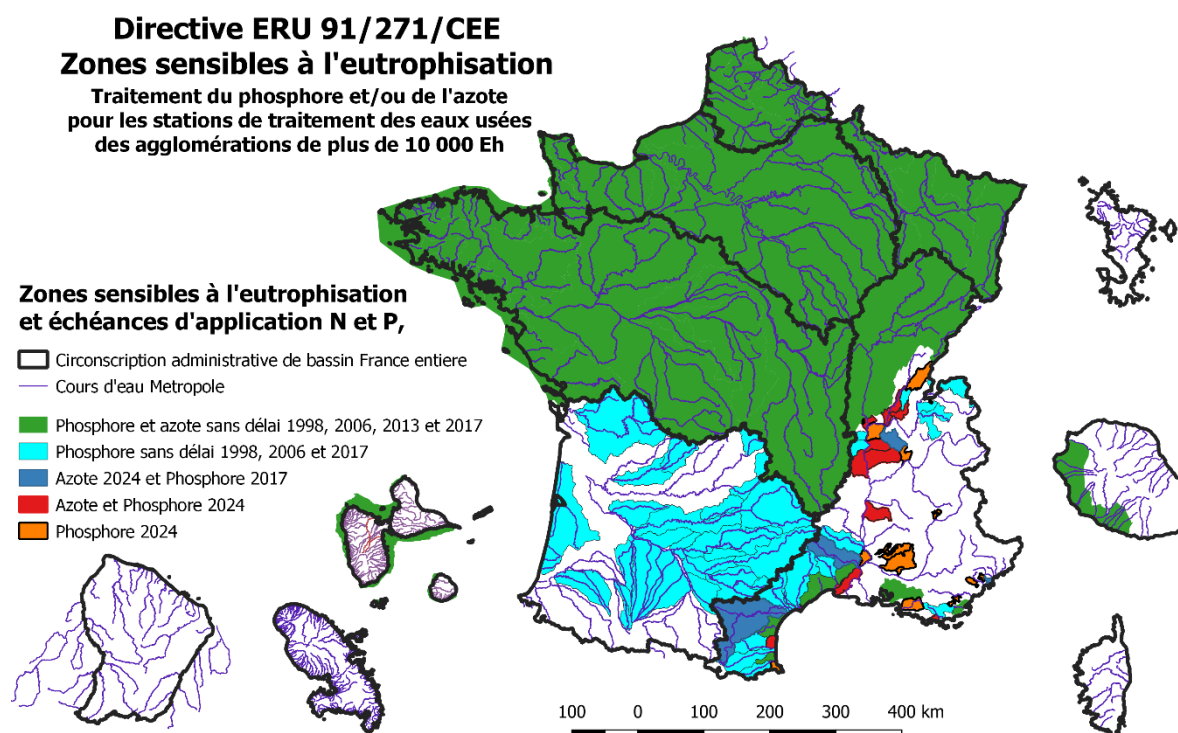 Directive ERU 91/271/CEE
Zones sensibles à l'eutrophisation
Traitement du phosphore et/ou de l'azote
pour les stations de traitement des eaux usées
des agglomérations de plus de 10 000 Eh
Zones sensibles à l'eutrophisation
et échéances d'application N et P,
Circonscription administrative de bassin France entiere
Cours d'eau Metropole
Phosphore et azote sans délai 1998, 2006, 2013 et 2017
Phosphore sans délai 1998, 2006 et 2017
Azote 2024 et Phosphore 2017
Azote et Phosphore 2024
Phosphore 2024
100 0 100 200 300 400 km